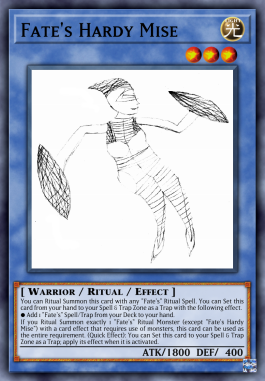 Fate's Hardy Mise
LIGHT
光
[ Warrior / Ritual / Effect ]
You can Ritual Summon this card with any "Fate's" Ritual Spell. You can Set this
card from your hand to your Spell & Trap Zone as a Trap with the following effect.
● Add 1 "Fate's" Spell/Trap from your Deck to your hand.
If you Ritual Summon exactly 1 "Fate's" Ritual Monster (except "Fate's Hardy
Mise") with a card effect that requires use of monsters, this card can be used as
the entire requirement. (Quick Effect): You can Set this card to your Spell & Trap
Zone as a Trap, apply its effect when it is activated.
ATK/1800 DEF/ 400